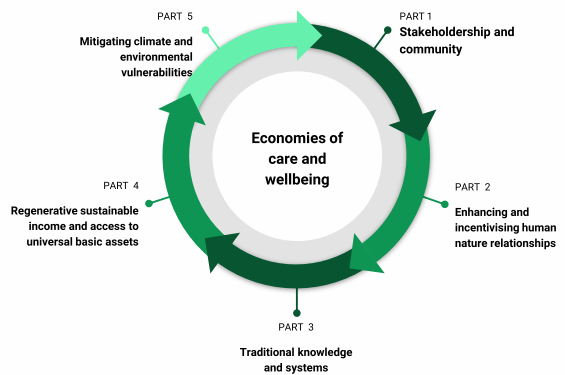 PART 1
Stakeholdership and
community
PART 2
Enhancing and
incentivising human
nature relationships
PART 3
Traditional knowledge
and systems
PART 4
Regenerative sustainable
income and access to
universal basic assets
PART 5
Mitigating climate and
environmental
vulnerabilities
Economies of
care and
wellbeing